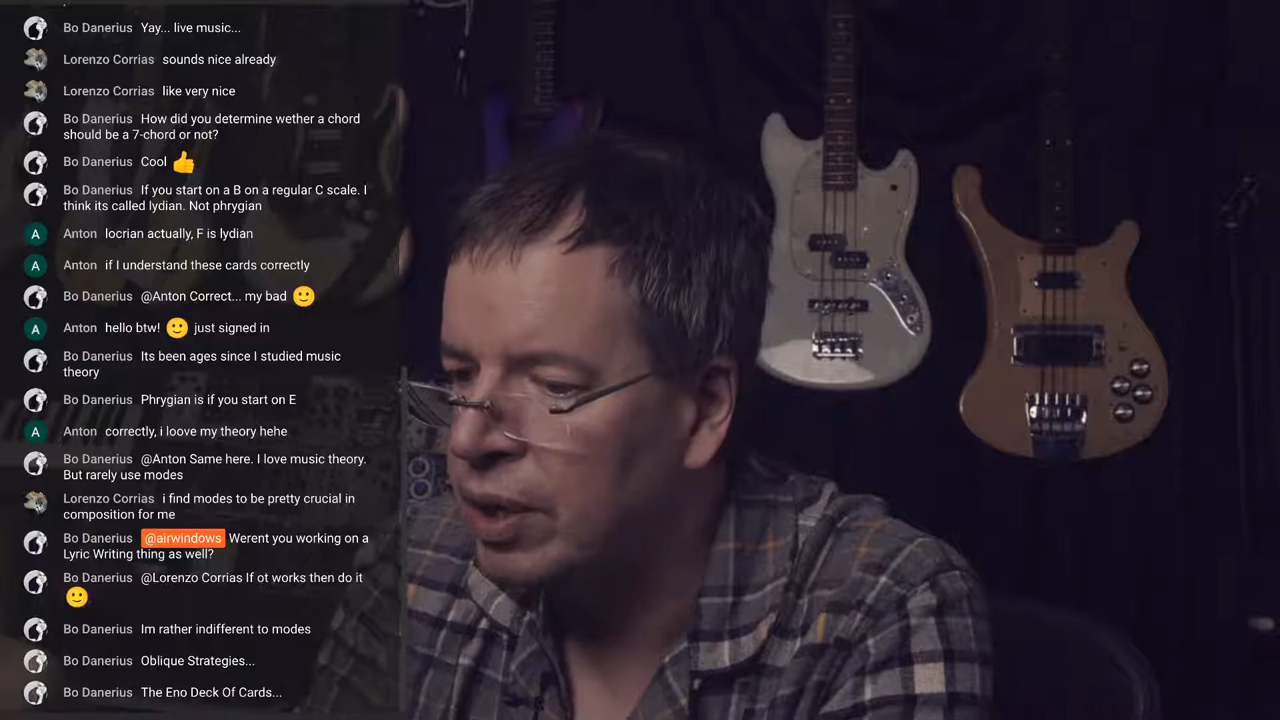 Bo Danerius Yay... live music...
Lorenzo Corrias sounds nice already
Lorenzo Corrias like very nice
Bo Danerius How did you determine wether a chord
should be a 7-chord or not?
Bo Danerius Cool 👍
Bo Danerius If you start on a B on a regular C scale. I
think its called lydian. Not phrygian
A Anton locrian actually, F is lydian
A Anton if I understand these cards correctly
Bo Danerius @Anton Correct... my bad 🙂
A Anton hello btw! 🙂 just signed in
Bo Danerius Its been ages since I studied music
theory
Bo Danerius Phrygian is if you start on E
A Anton correctly, i loove my theory hehe
Bo Danerius @Anton Same here. I love music theory.
But rarely use modes
Lorenzo Corrias i find modes to be pretty crucial in
composition for me
Bo Danerius @airwindows Werent you working on a
Lyric Writing thing as well?
Bo Danerius @Lorenzo Corrias If ot works then do it
🙂
Bo Danerius Im rather indifferent to modes
Bo Danerius Oblique Strategies...
Bo Danerius The Eno Deck Of Cards...